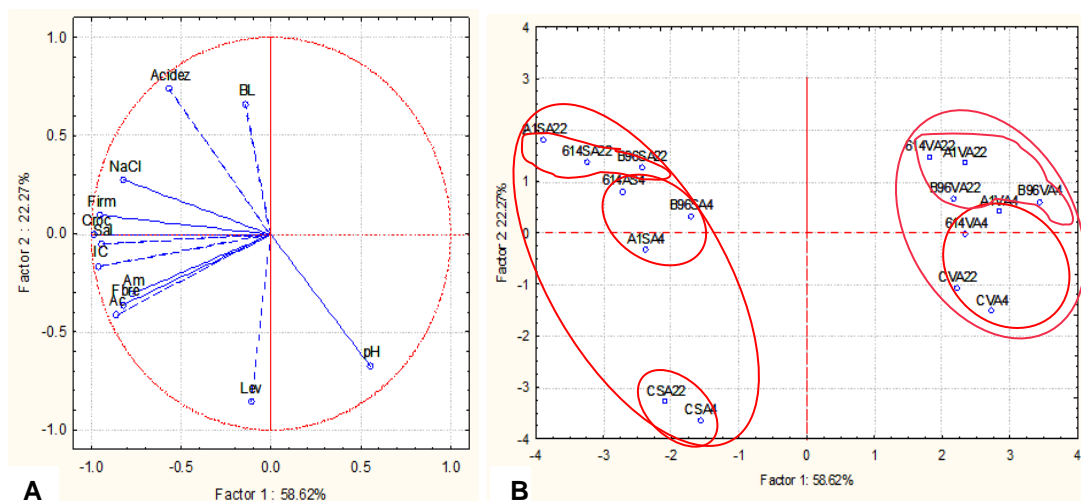 1.0
0.5
0.0
-0.5
-1.0
Factor 2 : 22.27%
Acidez
BL
NaCl
Firm
Croc
Sal
IC
Am
Fbre
Ac
pH
Lev
-1.0
-0.5
0.0
0.5
1.0
Factor 1 : 58.62%
A
B
4
3
2
1
0
-1
-2
-3
-4
Factor 2 22.27%
A1SA22
614SA22
B96SA22
614AS4
B96SA4
A1SA4
CSA22
CSA4
614VA22
A1VA22
B96VA22
B96VA4
A1VA4
614VA4
CVA22
CVA4
-4
-3
-2
-1
0
1
2
3
4
Factor 1: 58.62%